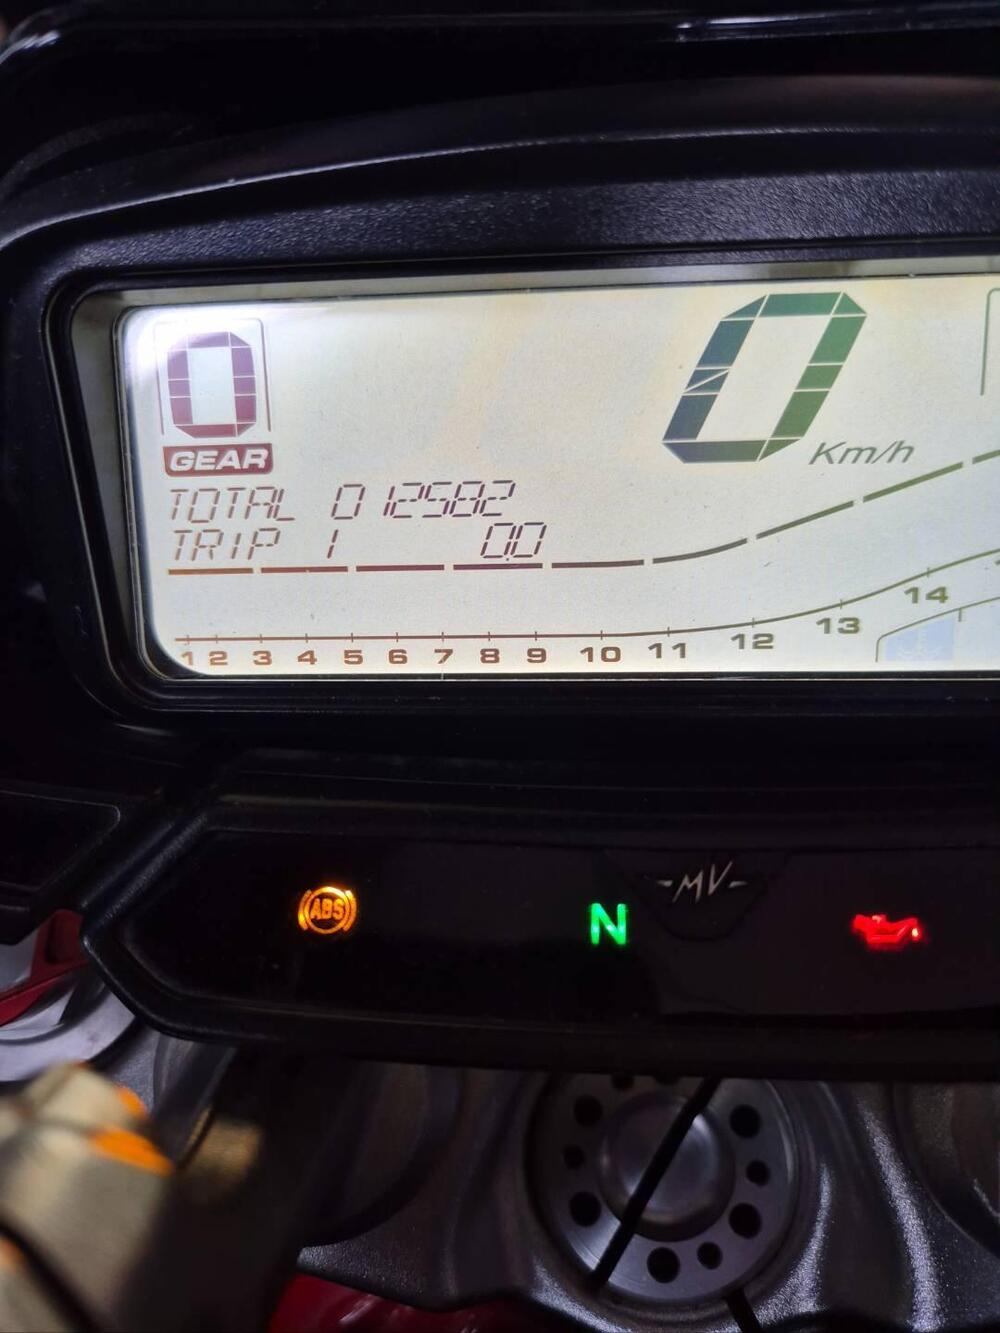 0
0
GEAR
Km/h
TOTAL 012582
TRIP 1 0.0
1 2 3 4 5 6 7 8 9 10 11 12 13 14
MV
ABS
N